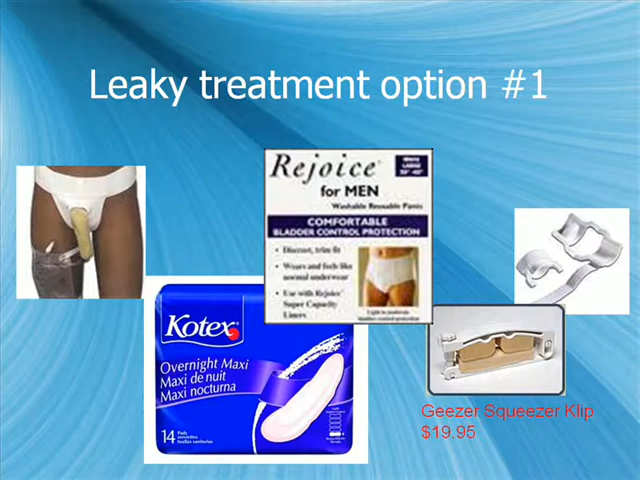 Leaky treatment option #1
Rejoice
for MEN
Washable Reusable Pants
COMFORTABLE
BLADDER CONTROL PROTECTION
• Discreet, trim fit
• Wears and feels like
normal underwear
• Use with Rejoice
Super Capacity
Liners
Kotex
Overnight Maxi
Maxi de nuit
Maxi nocturna
14 Pads
Geezer Squeezer Klip
$19.95